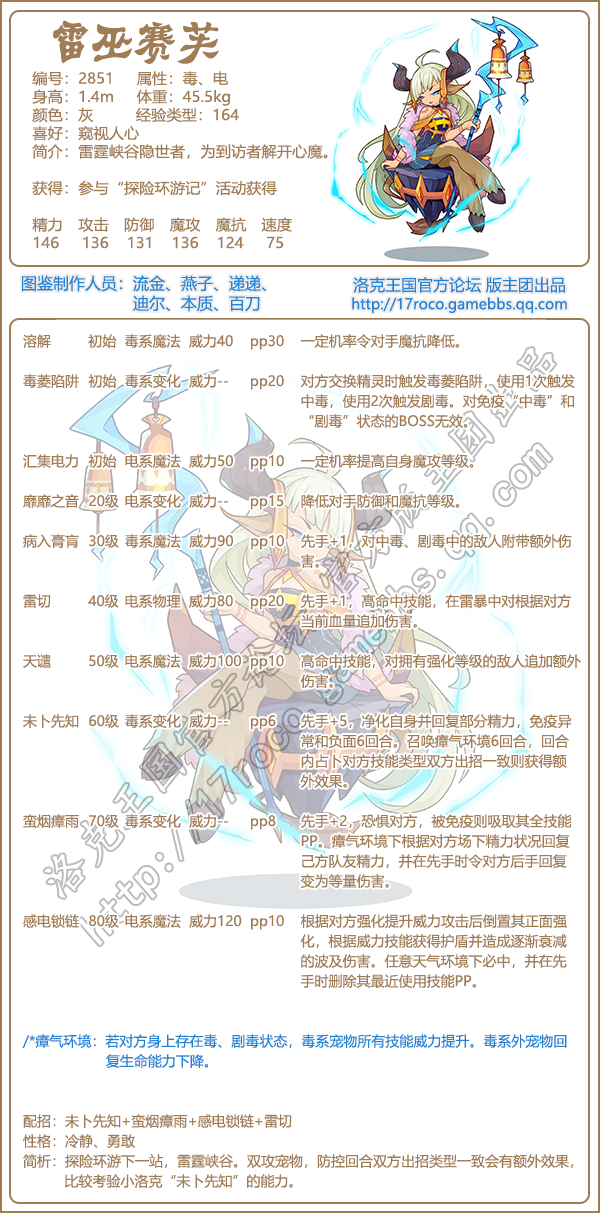 雷巫赛芙
编号：2851 属性：毒、电
身高：1.4m 体重：45.5kg
颜色：灰 经验类型：164
喜好：窥视人心
简介：雷霆峡谷隐世者，为到访者解开心魔。
获得：参与“探险环游记”活动获得
精力 攻击 防御 魔攻 魔抗 速度
146 136 131 136 124 75
图鉴制作人员：流金、燕子、递递、
迪尔、本质、百刀
洛克王国官方论坛 版主团出品
http://17roco.gamebbs.qq.com
溶解 初始 毒系魔法 威力40 pp30 一定机率令对手魔抗降低。
毒菱陷阱 初始 毒系变化 威力-- pp20 对方交换精灵时触发毒菱陷阱，使用1次触发
中毒，使用2次触发剧毒。对免疫“中毒”和
“剧毒”状态的BOSS无效。
汇集电力 初始 电系魔法 威力50 pp10 一定机率提高自身魔攻等级。
靡靡之音 20级 电系变化 威力-- pp15 降低对手防御和魔抗等级。
病入膏肓 30级 毒系魔法 威力90 pp10 先手+1，对中毒、剧毒中的敌人附带额外伤
害。
雷切 40级 电系物理 威力80 pp20 先手+1，高命中技能，在雷暴中对根据对方
当前血量追加伤害。
天谴 50级 电系魔法 威力100 pp10 高命中技能，对拥有强化等级的敌人追加额外
伤害。
未卜先知 60级 毒系变化 威力-- pp6 先手+5，净化自身并回复部分精力，免疫异
常和负面6回合。召唤瘴气环境6回合，回合
内占卜对方技能类型双方出招一致则获得额
外效果。
蛮烟瘴雨 70级 毒系变化 威力-- pp8 先手+2，恐惧对方，被免疫则吸取其全技能
PP。瘴气环境下根据对方场下精力状况回复
己方队友精力，并在先手时令对方后手回复
变为等量伤害。
感电锁链 80级 电系魔法 威力120 pp10 根据对方强化提升威力攻击后倒置其正面强
化，根据威力技能获得护盾并造成逐渐衰减
的波及伤害。任意天气环境下必中，并在先
手时删除其最近使用技能PP。
/*瘴气环境：若对方身上存在毒、剧毒状态，毒系宠物所有技能威力提升。毒系外宠物回
复生命能力下降。
配招：未卜先知+蛮烟瘴雨+感电锁链+雷切
性格：冷静、勇敢
简析：探险环游下一站，雷霆峡谷。双攻宠物，防控回合双方出招类型一致会有额外效果，
比较考验小洛克“未卜先知”的能力。
洛克王国官方论坛 版主团出品
http://17roco.gamebbs.qq.com